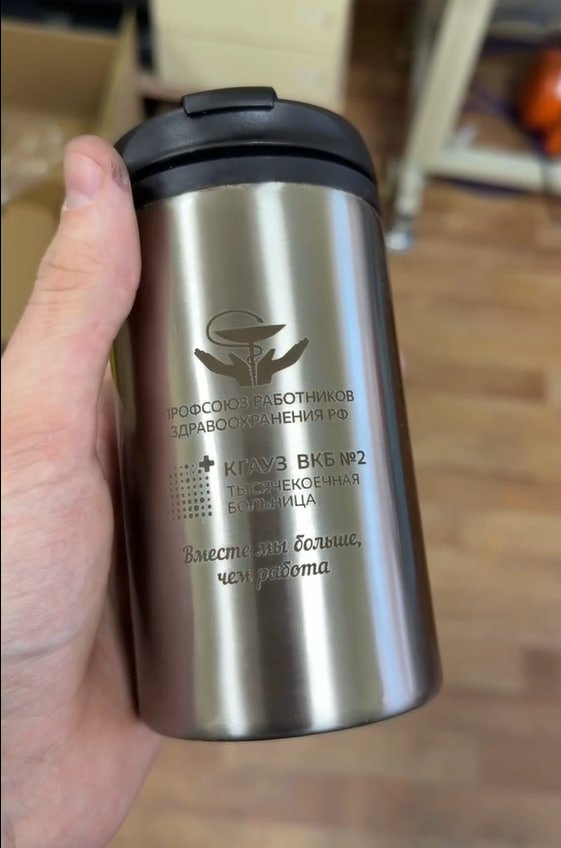 ПРОФСОЮЗ РАБОТНИКОВ
ЗДРАВООХРАНЕНИЯ РФ
КГАУЗ ВКБ №2
ТЫСЯЧЕКОЕЧНАЯ
БОЛЬНИЦА
Вместе мы больше,
чем работа